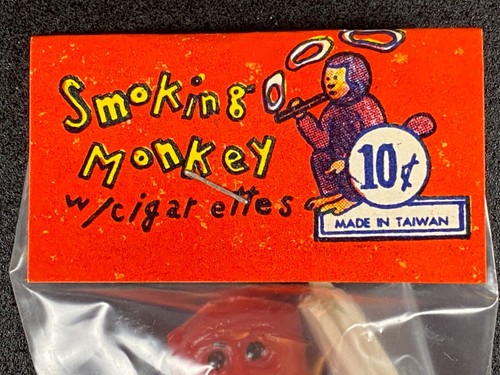 Smoking
Monkey
w/cigarettes
10¢
MADE IN TAIWAN